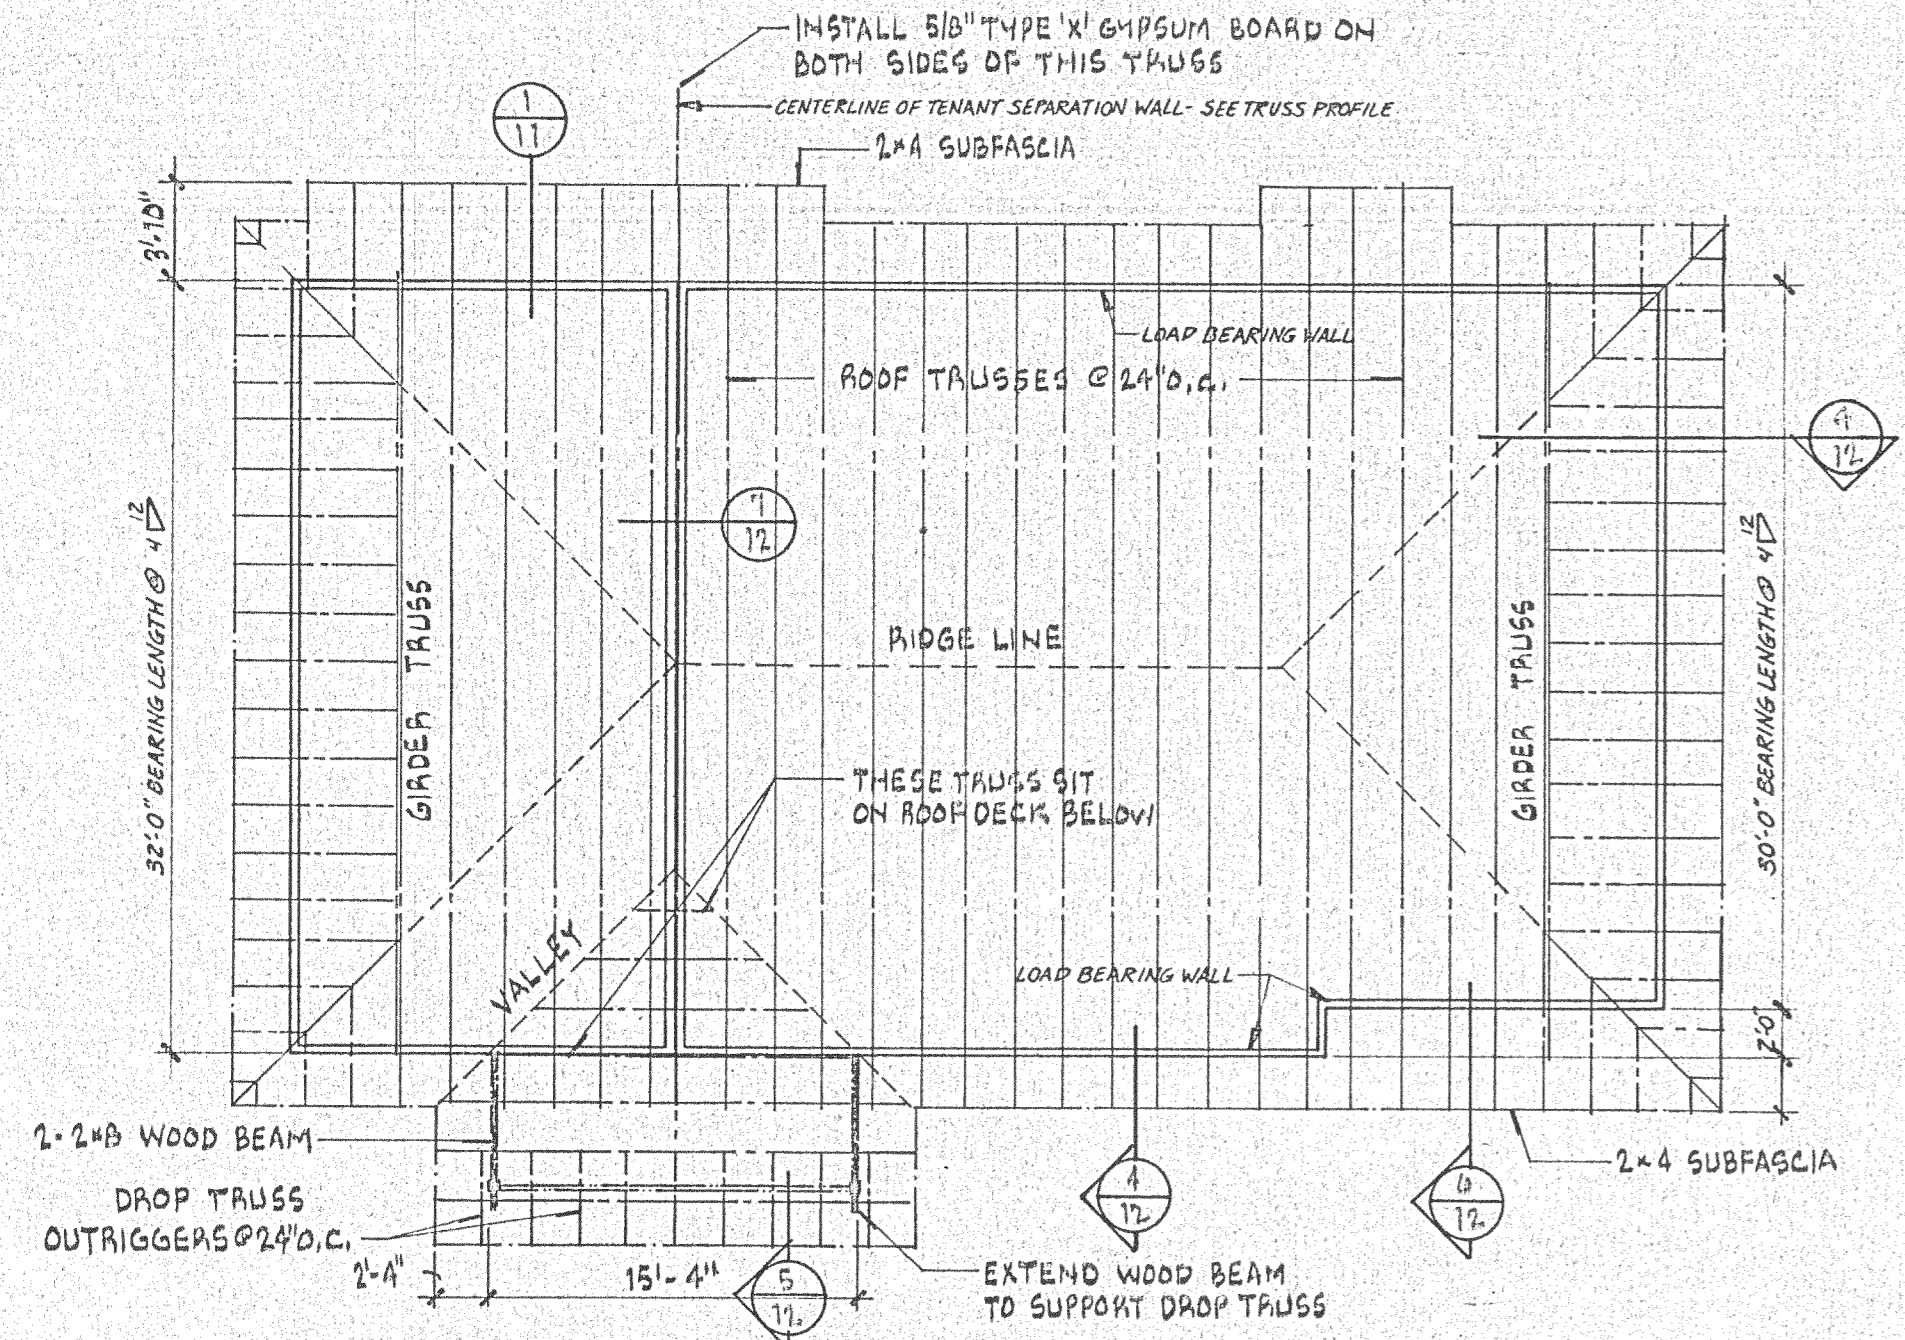 INSTALL 5/8" TYPE 'X' GYPSUM BOARD ON
BOTH SIDES OF THIS TRUSS
CENTERLINE OF TENANT SEPARATION WALL - SEE TRUSS PROFILE
1
11
2x4 SUBFASCIA
3'-10"
LOAD BEARING WALL
ROOF TRUSSES @ 24" O.C.
4
12
1
12
32'-0" BEARING LENGTH @ 4
12
30'-0" BEARING LENGTH @ 4
12
GIRDER TRUSS
RIDGE LINE
GIRDER TRUSS
THESE TRUSS SIT
ON ROOF DECK BELOW
VALLEY
LOAD BEARING WALL
2'-0"
2-2x8 WOOD BEAM
2x4 SUBFASCIA
DROP TRUSS
OUTRIGGERS @ 24" O.C.
4
12
12
2'-4"
15'-4"
5
12
EXTEND WOOD BEAM
TO SUPPORT DROP TRUSS